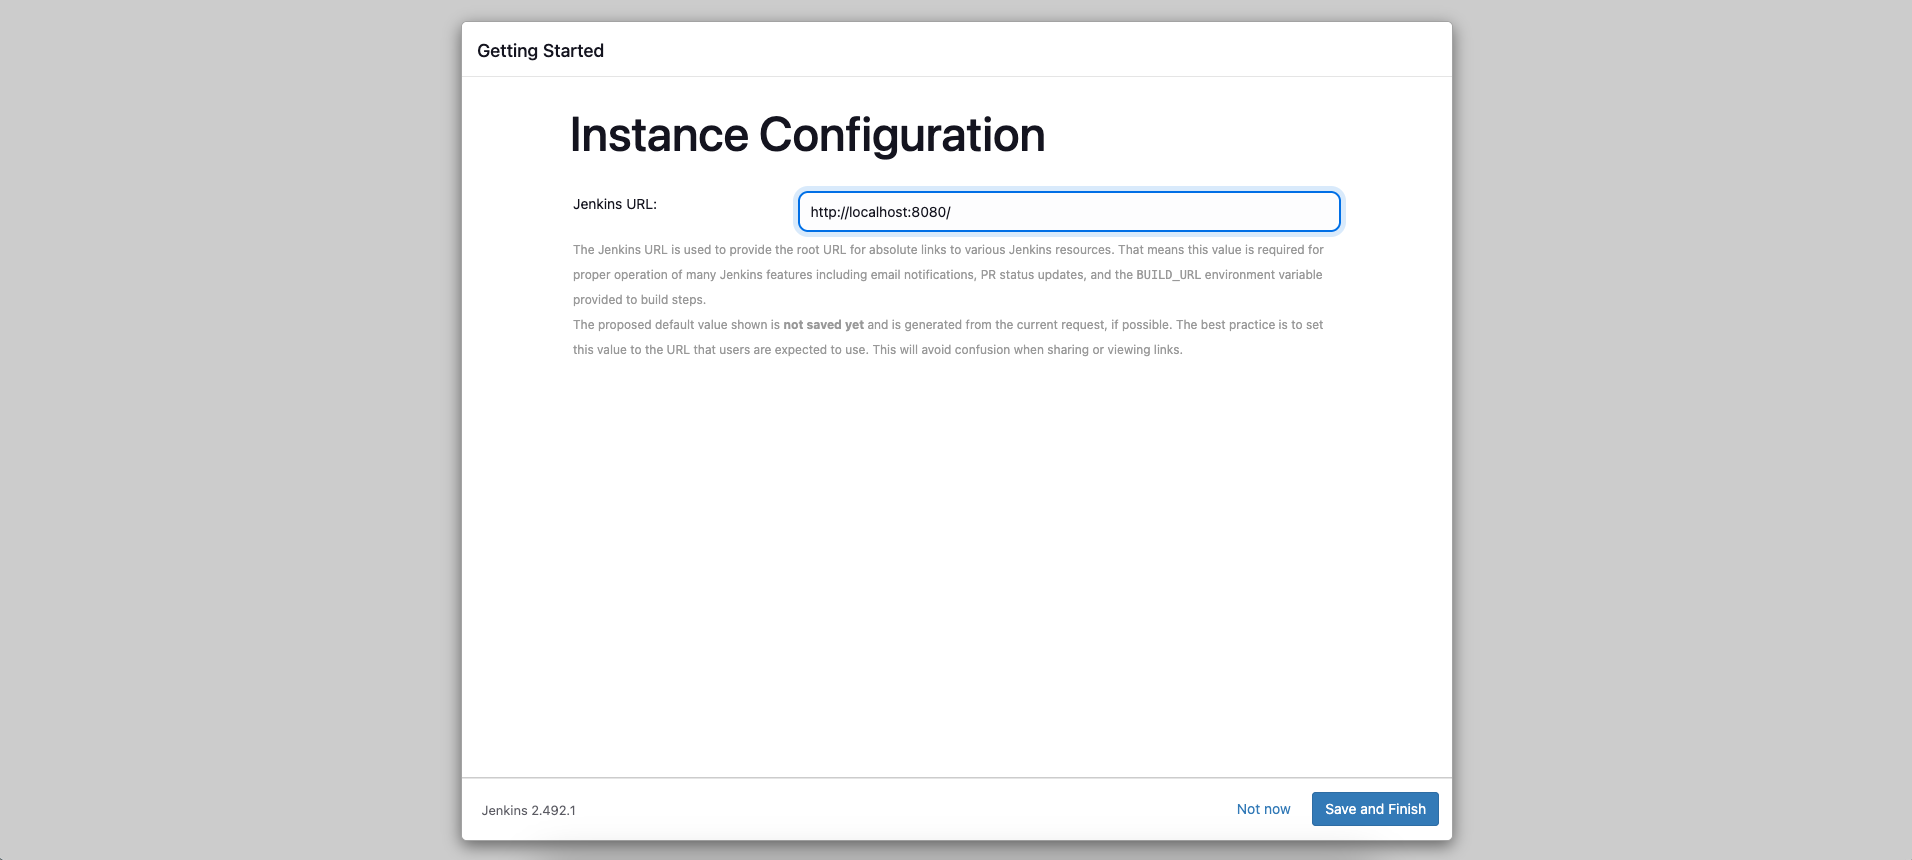 Getting Started
Instance Configuration
Jenkins URL:
http://localhost:8080/
The Jenkins URL is used to provide the root URL for absolute links to various Jenkins resources. That means this value is required for
proper operation of many Jenkins features including email notifications, PR status updates, and the BUILD_URL environment variable
provided to build steps.
The proposed default value shown is not saved yet and is generated from the current request, if possible. The best practice is to set
this value to the URL that users are expected to use. This will avoid confusion when sharing or viewing links.
Jenkins 2.492.1
Not now
Save and Finish